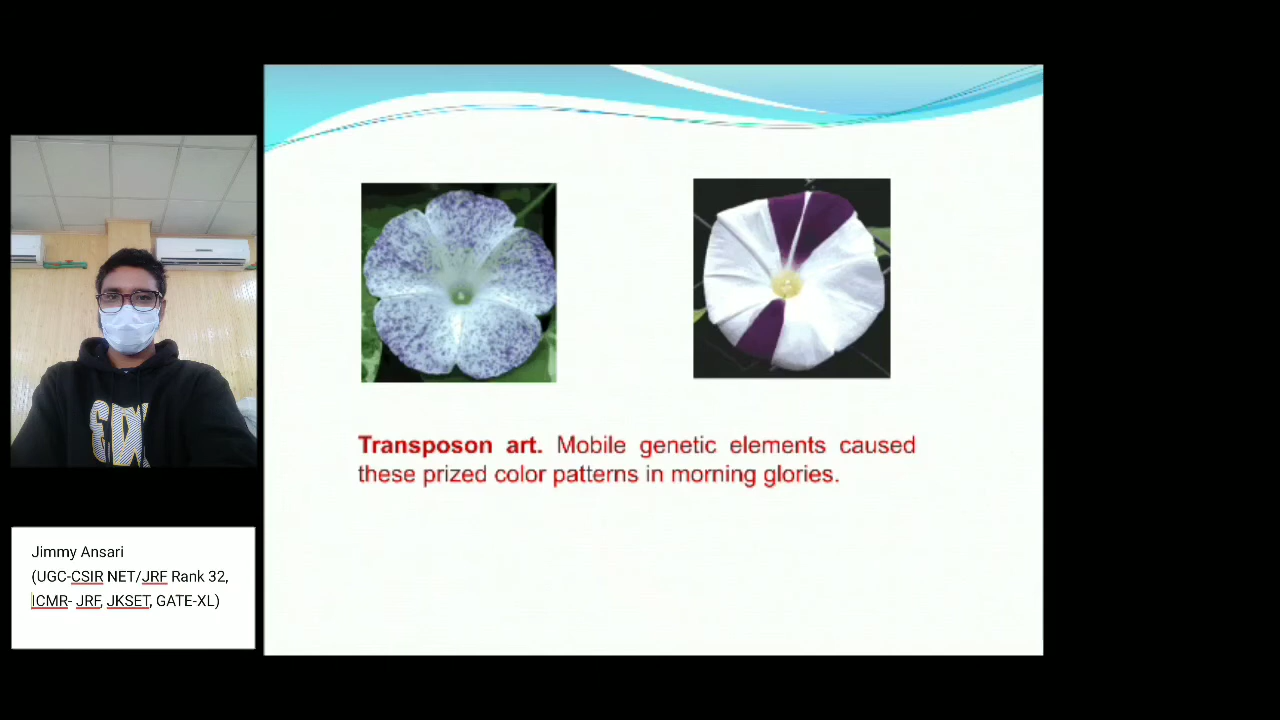 Transposon art. Mobile genetic elements caused
these prized color patterns in morning glories.
Jimmy Ansari
(UGC-CSIR NET/JRF Rank 32,
ICMR- JRF, JKSET, GATE-XL)